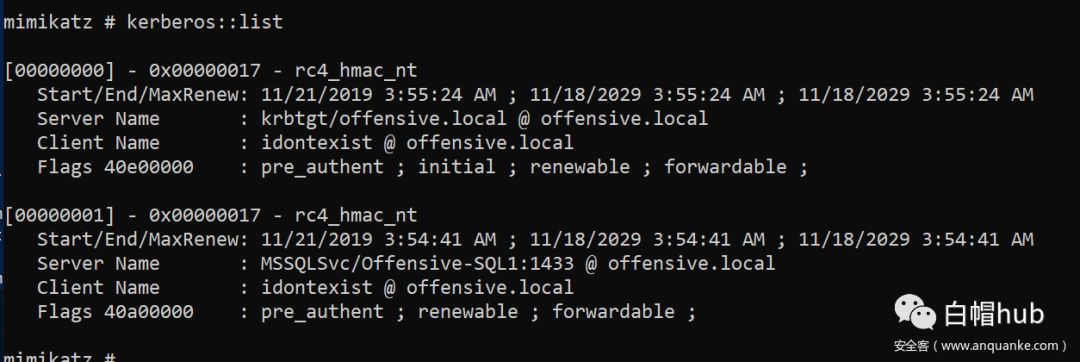 mimikatz # kerberos::list
[00000000] - 0x00000017 - rc4_hmac_nt
Start/End/MaxRenew: 11/21/2019 3:55:24 AM ; 11/18/2029 3:55:24 AM ; 11/18/2029 3:55:24 AM
Server Name       : krbtgt/offensive.local @ offensive.local
Client Name       : idontexist @ offensive.local
Flags 40e00000    : pre_authent ; initial ; renewable ; forwardable ;
[00000001] - 0x00000017 - rc4_hmac_nt
Start/End/MaxRenew: 11/21/2019 3:54:41 AM ; 11/18/2029 3:54:41 AM ; 11/18/2029 3:54:41 AM
Server Name       : MSSQLSvc/Offensive-SQL1:1433 @ offensive.local
Client Name       : idontexist @ offensive.local
Flags 40a00000    : pre_authent ; renewable ; forwardable ;
白帽hub
安全客（www.anquanke.com）
mimikatz #